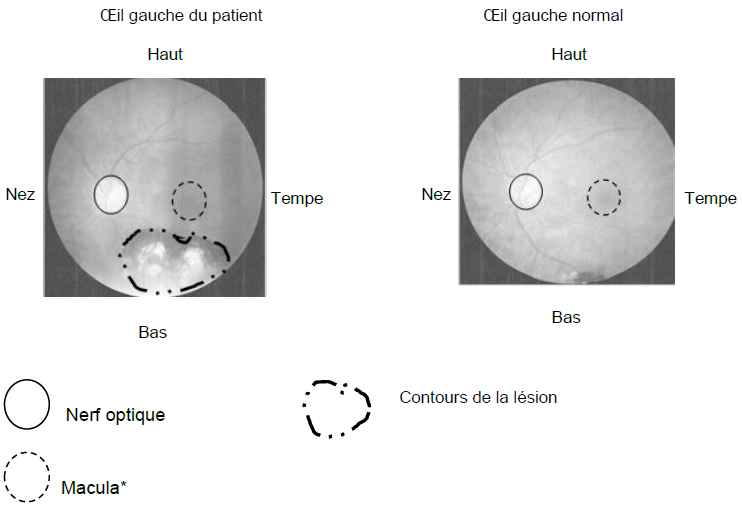 Œil gauche du patient
Œil gauche normal
Haut
Haut
Nez
Tempe
Nez
Tempe
Bas
Bas
Nerf optique
Contours de la lésion
Macula*